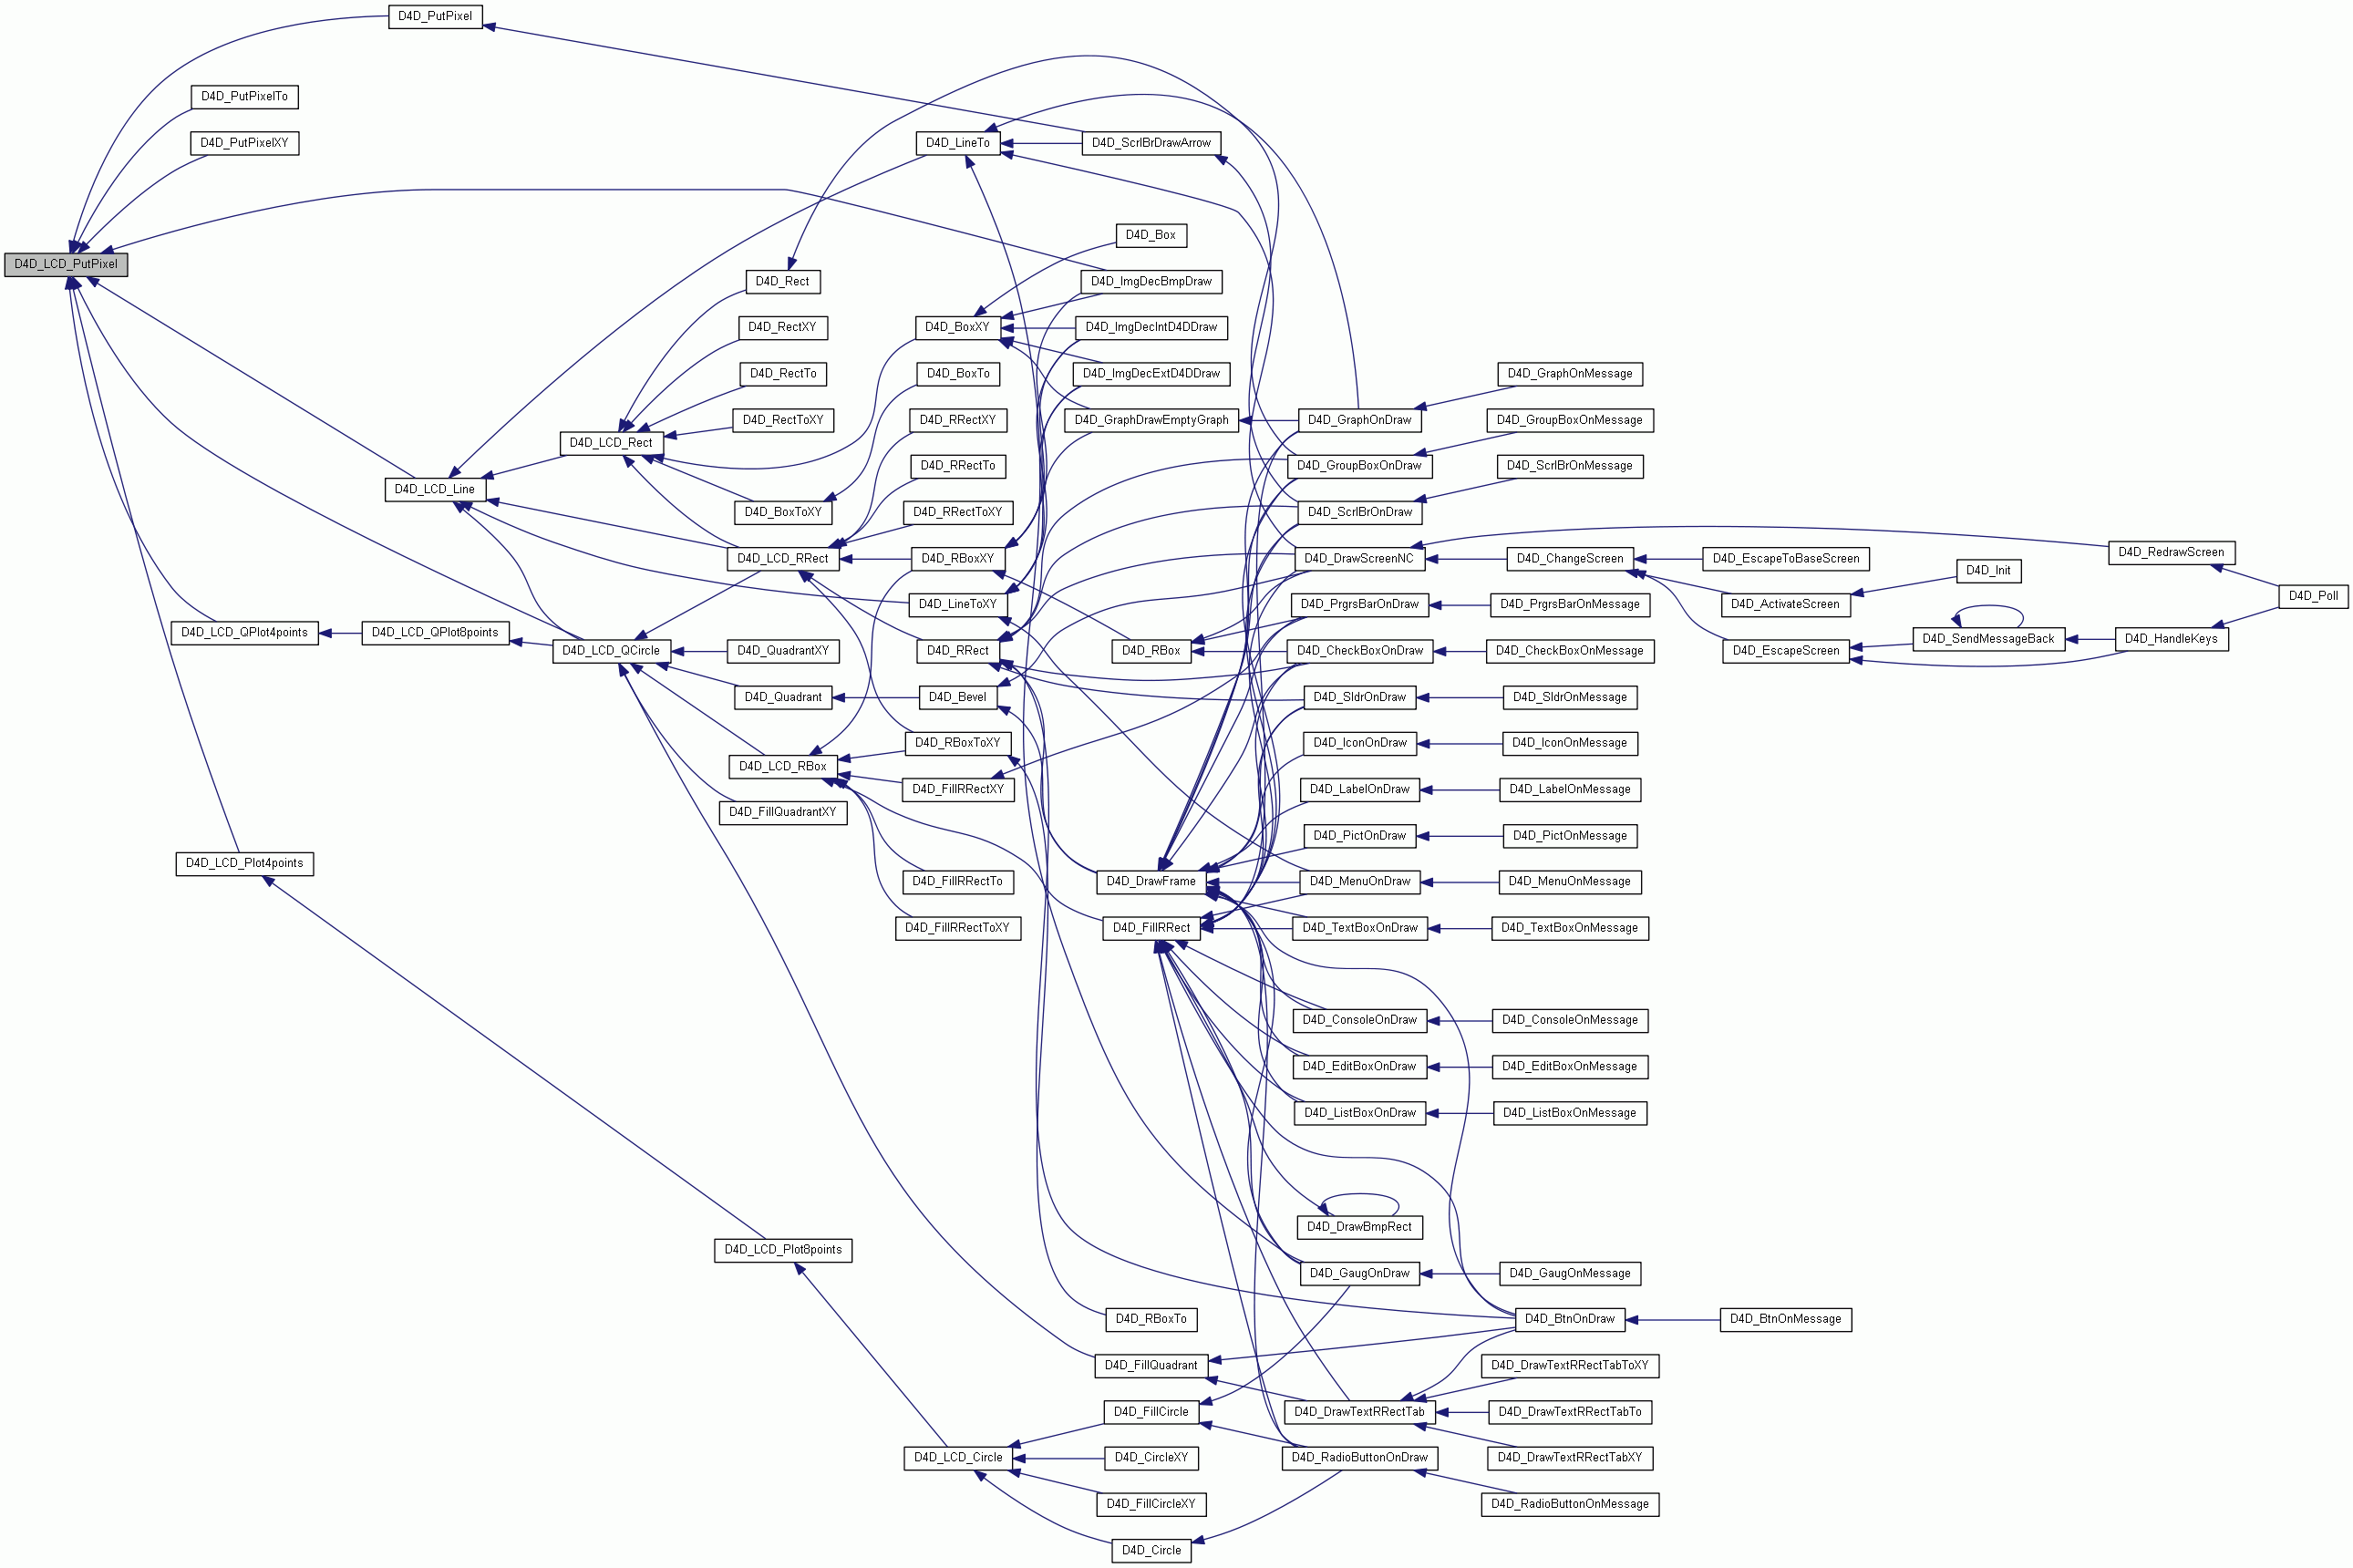 D4D_PutPixel
D4D_PutPixelTo
D4D_PutPixelXY
D4D_LineTo
D4D_ScrlBrDrawArrow
D4D_Box
D4D_LCD_PutPixel
D4D_Rect
D4D_ImgDecBmpDraw
D4D_RectXY
D4D_BoxXY
D4D_ImgDecIntD4DDraw
D4D_RectTo
D4D_BoxTo
D4D_ImgDecExtD4DDraw
D4D_GraphOnMessage
D4D_RectToXY
D4D_RRectXY
D4D_GraphDrawEmptyGraph
D4D_GraphOnDraw
D4D_GroupBoxOnMessage
D4D_LCD_Rect
D4D_RRectTo
D4D_GroupBoxOnDraw
D4D_ScrlBrOnMessage
D4D_LCD_Line
D4D_BoxToXY
D4D_RRectToXY
D4D_ScrlBrOnDraw
D4D_LCD_RRect
D4D_RBoxXY
D4D_DrawScreenNC
D4D_ChangeScreen
D4D_EscapeToBaseScreen
D4D_RedrawScreen
D4D_Init
D4D_LineToXY
D4D_PrgrsBarOnDraw
D4D_PrgrsBarOnMessage
D4D_ActivateScreen
D4D_Poll
D4D_LCD_QPlot4points
D4D_LCD_QPlot8points
D4D_LCD_QCircle
D4D_QuadrantXY
D4D_RRect
D4D_RBox
D4D_CheckBoxOnDraw
D4D_CheckBoxOnMessage
D4D_EscapeScreen
D4D_SendMessageBack
D4D_HandleKeys
D4D_Quadrant
D4D_Bevel
D4D_SldrOnDraw
D4D_SldrOnMessage
D4D_RBoxToXY
D4D_IconOnDraw
D4D_IconOnMessage
D4D_LCD_RBox
D4D_FillRRectXY
D4D_LabelOnDraw
D4D_LabelOnMessage
D4D_FillQuadrantXY
D4D_PictOnDraw
D4D_PictOnMessage
D4D_LCD_Plot4points
D4D_FillRRectTo
D4D_DrawFrame
D4D_MenuOnDraw
D4D_MenuOnMessage
D4D_FillRRectToXY
D4D_FillRRect
D4D_TextBoxOnDraw
D4D_TextBoxOnMessage
D4D_ConsoleOnDraw
D4D_ConsoleOnMessage
D4D_EditBoxOnDraw
D4D_EditBoxOnMessage
D4D_ListBoxOnDraw
D4D_ListBoxOnMessage
D4D_DrawBmpRect
D4D_LCD_Plot8points
D4D_GaugOnDraw
D4D_GaugOnMessage
D4D_RBoxTo
D4D_BtnOnDraw
D4D_BtnOnMessage
D4D_FillQuadrant
D4D_DrawTextRRectTabToXY
D4D_FillCircle
D4D_DrawTextRRectTab
D4D_DrawTextRRectTabTo
D4D_LCD_Circle
D4D_CircleXY
D4D_RadioButtonOnDraw
D4D_DrawTextRRectTabXY
D4D_FillCircleXY
D4D_RadioButtonOnMessage
D4D_Circle